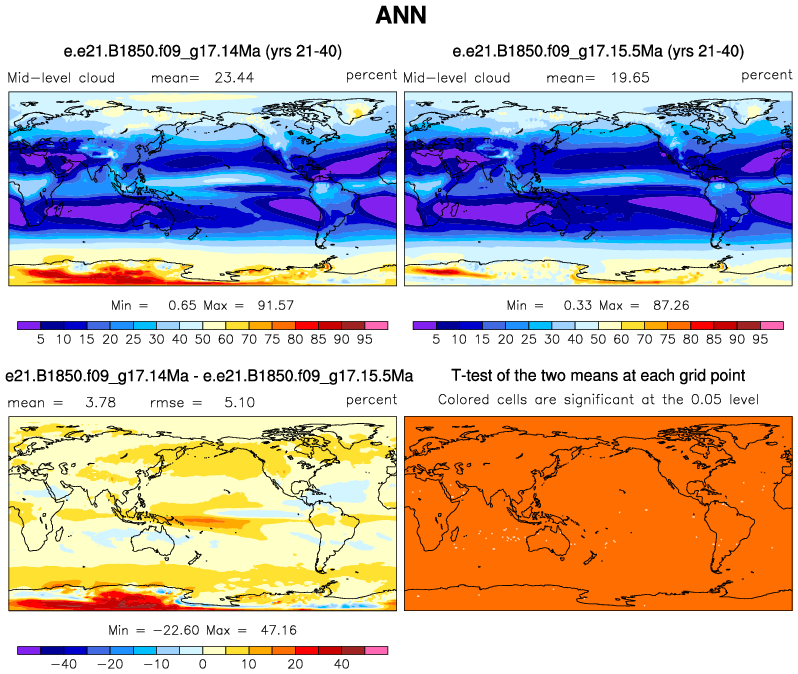 ANN
e.e21.B1850.f09_g17.14Ma (yrs 21-40)
Mid-level cloud mean= 23.44 percent
Min = 0.65 Max = 91.57
5 10 15 20 25 30 40 50 60 70 75 80 85 90 95
e.e21.B1850.f09_g17.15.5Ma (yrs 21-40)
Mid-level cloud mean= 19.65 percent
Min = 0.33 Max = 87.26
5 10 15 20 25 30 40 50 60 70 75 80 85 90 95
e21.B1850.f09_g17.14Ma - e.e21.B1850.f09_g17.15.5Ma
mean = 3.78 rmse = 5.10 percent
Min = -22.60 Max = 47.16
-40 -20 -10 0 10 20 40
T-test of the two means at each grid point
Colored cells are significant at the 0.05 level